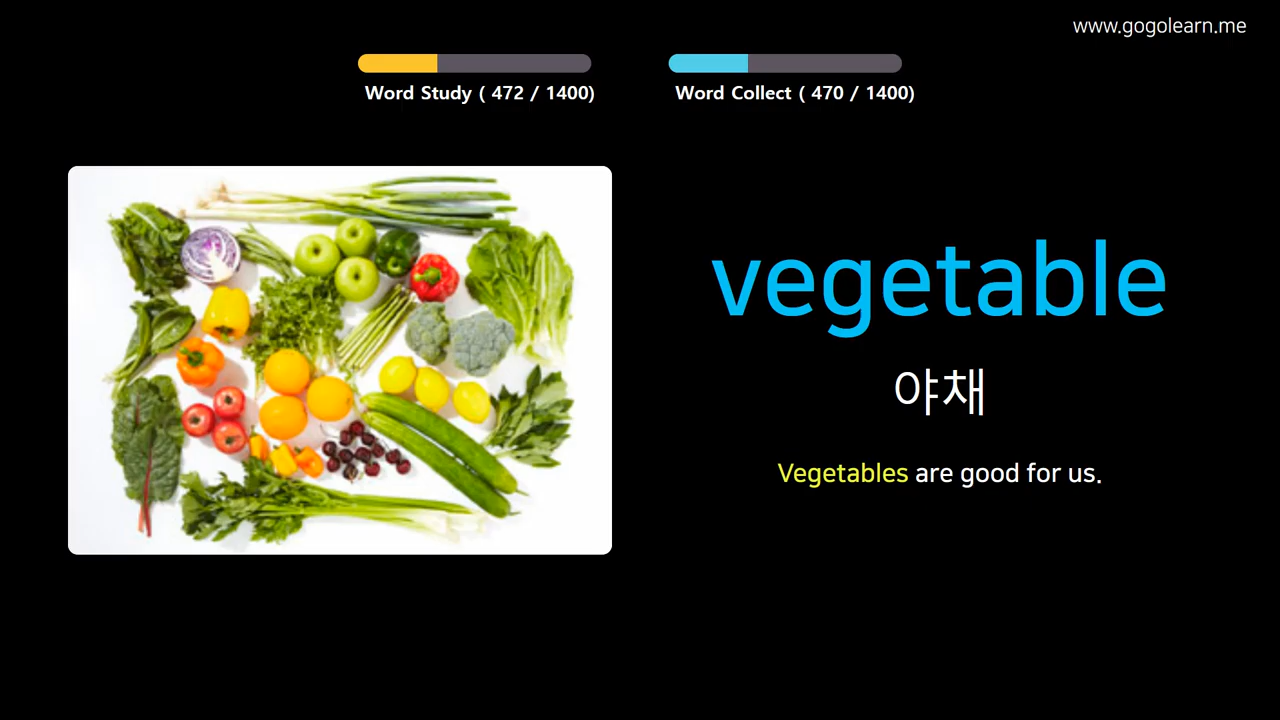 www.gogolearn.me
Word Study ( 472 / 1400)
Word Collect ( 470 / 1400)
vegetable
야채
Vegetables are good for us.